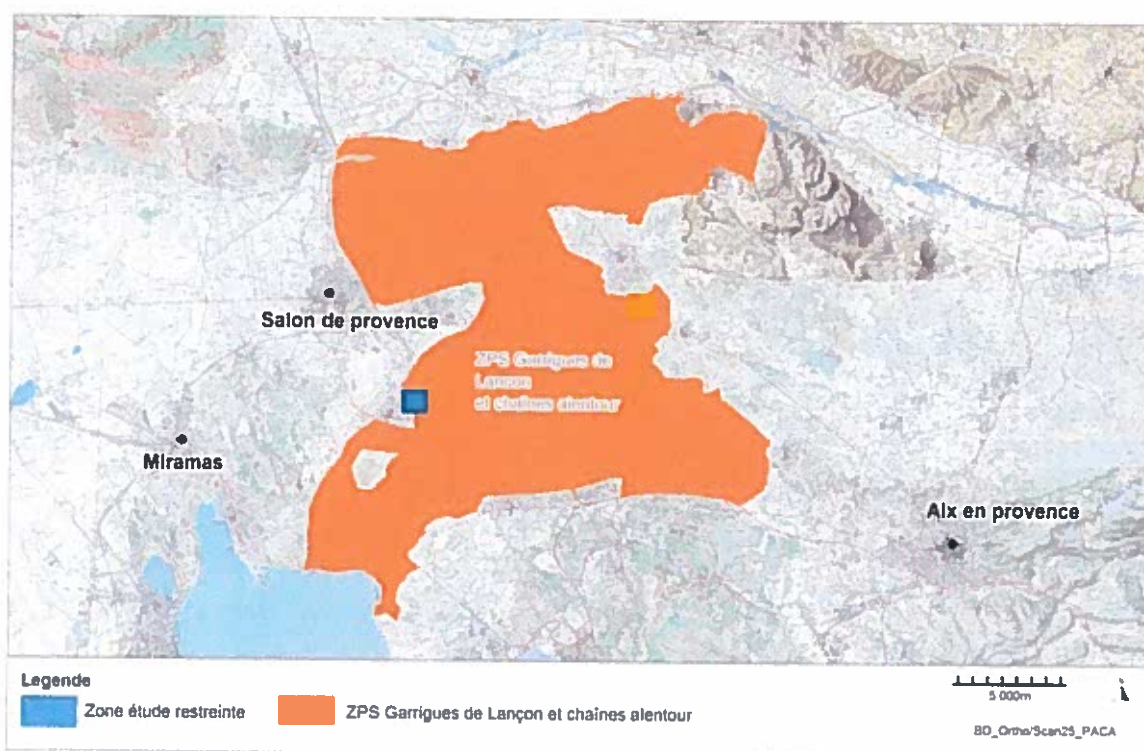 Salon de provence
ZPS Garrigues de
Lançon
et chaînes alentour
Miramas
Aix en provence
Legende
Zone étude restreinte
ZPS Garrigues de Lançon et chaînes alentour
5 000m
BD_Ortho/Scan25_PACA